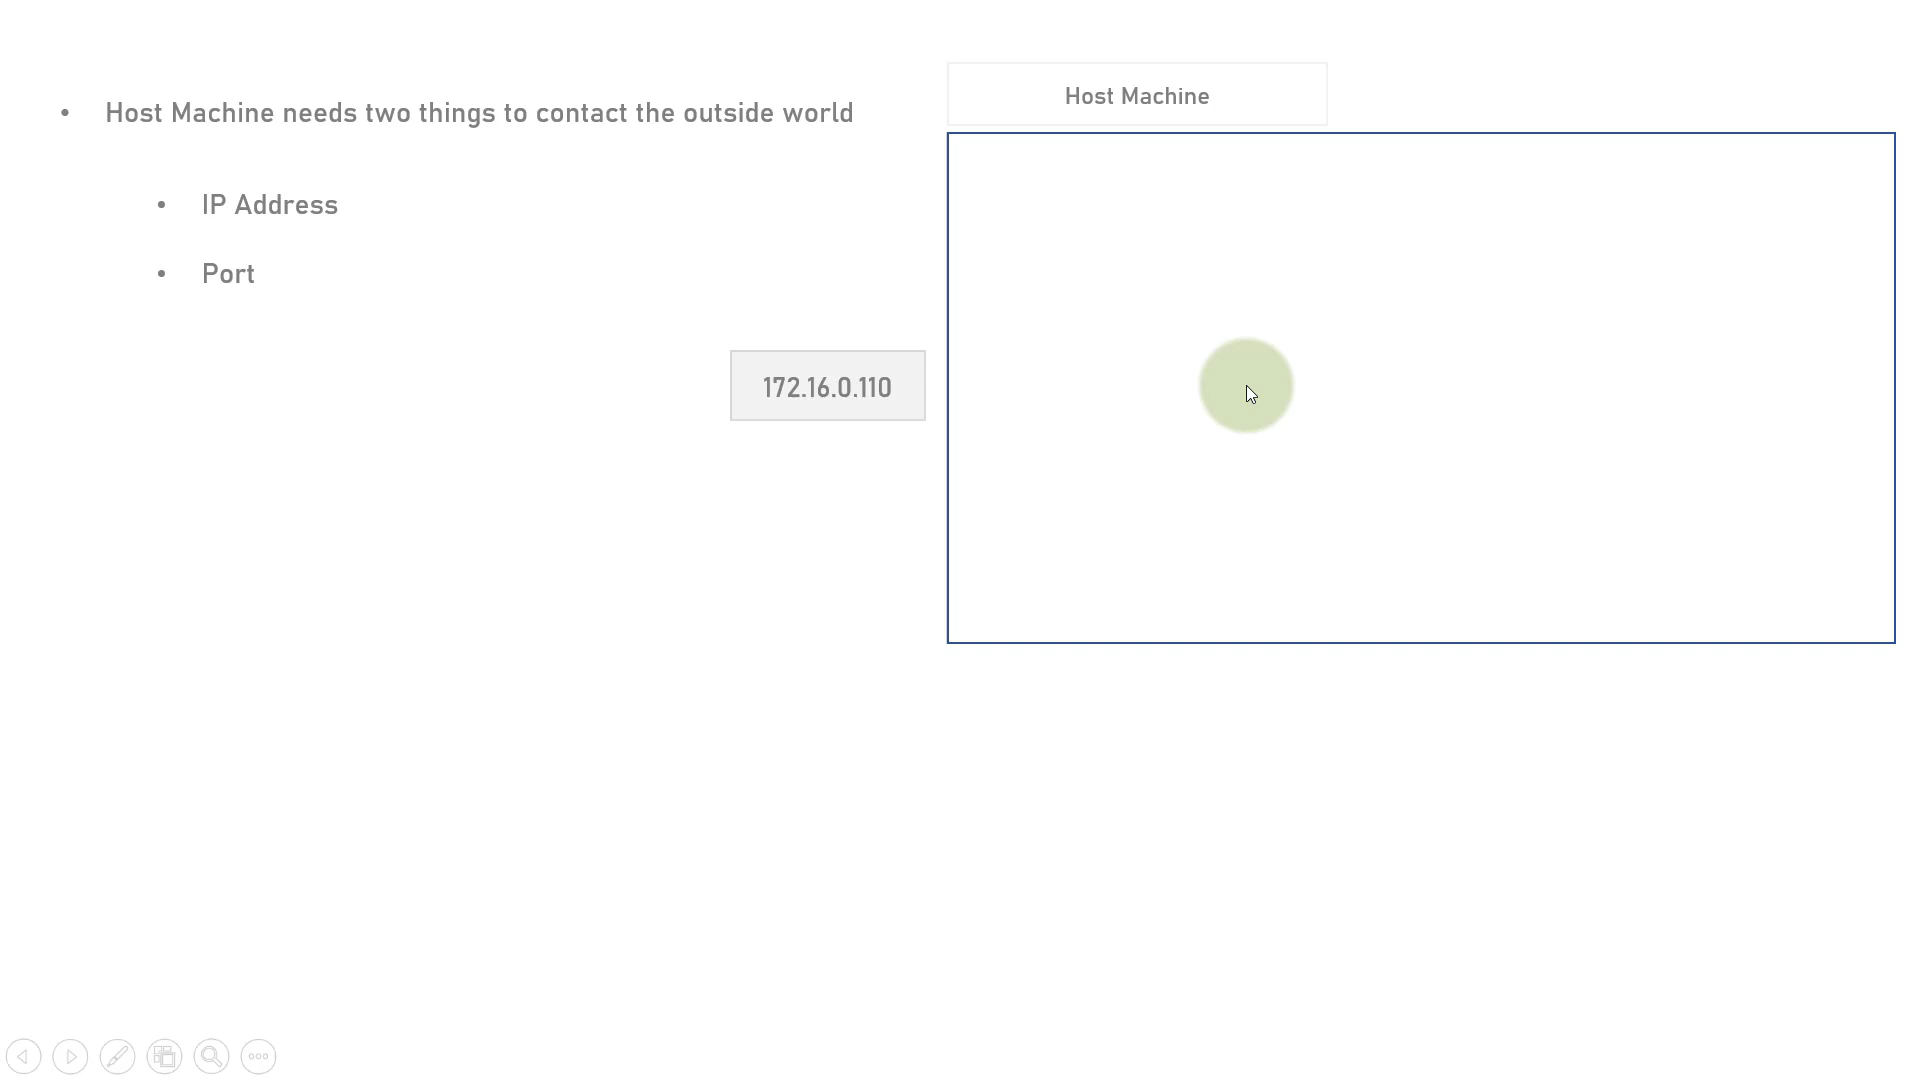 • Host Machine needs two things to contact the outside world
• IP Address
• Port
172.16.0.110
Host Machine